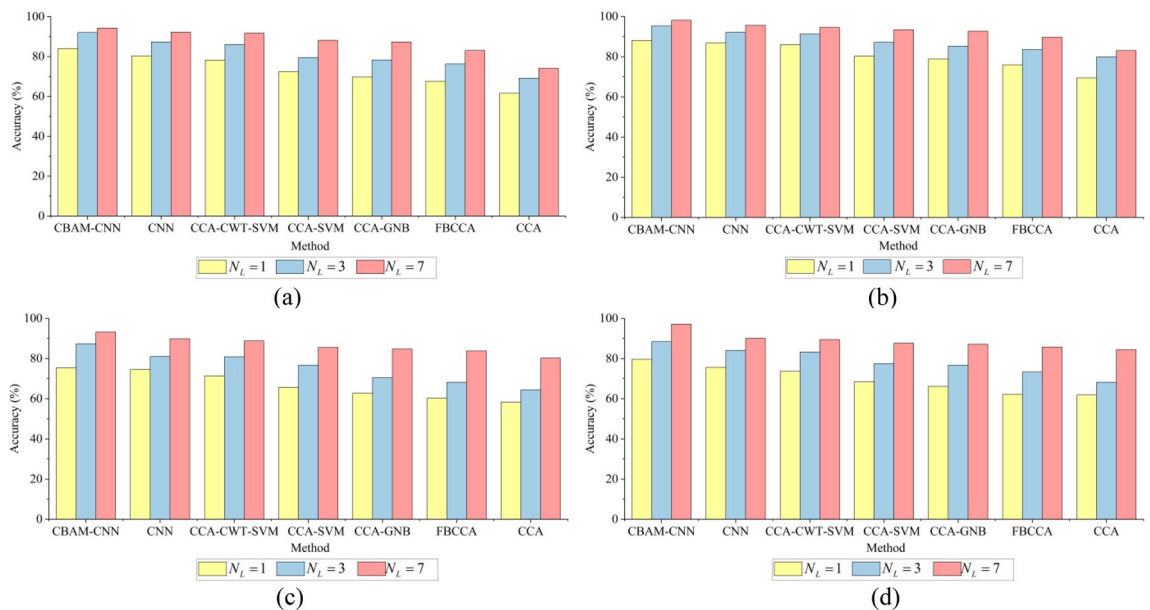 100
80
60
40
20
0
Accuracy (%)
CBAM-CNN CNN CCA-CWT-SVM CCA-SVM CCA-GNB FBCCA CCA
Method
N_L = 1 N_L = 3 N_L = 7
(a)
100
80
60
40
20
0
Accuracy (%)
CBAM-CNN CNN CCA-CWT-SVM CCA-SVM CCA-GNB FBCCA CCA
Method
N_L = 1 N_L = 3 N_L = 7
(b)
100
80
60
40
20
0
Accuracy (%)
CBAM-CNN CNN CCA-CWT-SVM CCA-SVM CCA-GNB FBCCA CCA
Method
N_L = 1 N_L = 3 N_L = 7
(c)
100
80
60
40
20
0
Accuracy (%)
CBAM-CNN CNN CCA-CWT-SVM CCA-SVM CCA-GNB FBCCA CCA
Method
N_L = 1 N_L = 3 N_L = 7
(d)